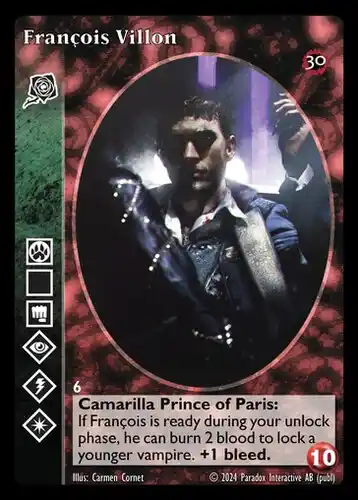 François Villon
30
6
Camarilla Prince of Paris:
If François is ready during your unlock
phase, he can burn 2 blood to lock a
younger vampire. +1 bleed.
10
Illus: Carmen Cornet
© 2024 Paradox Interactive AB (publ)